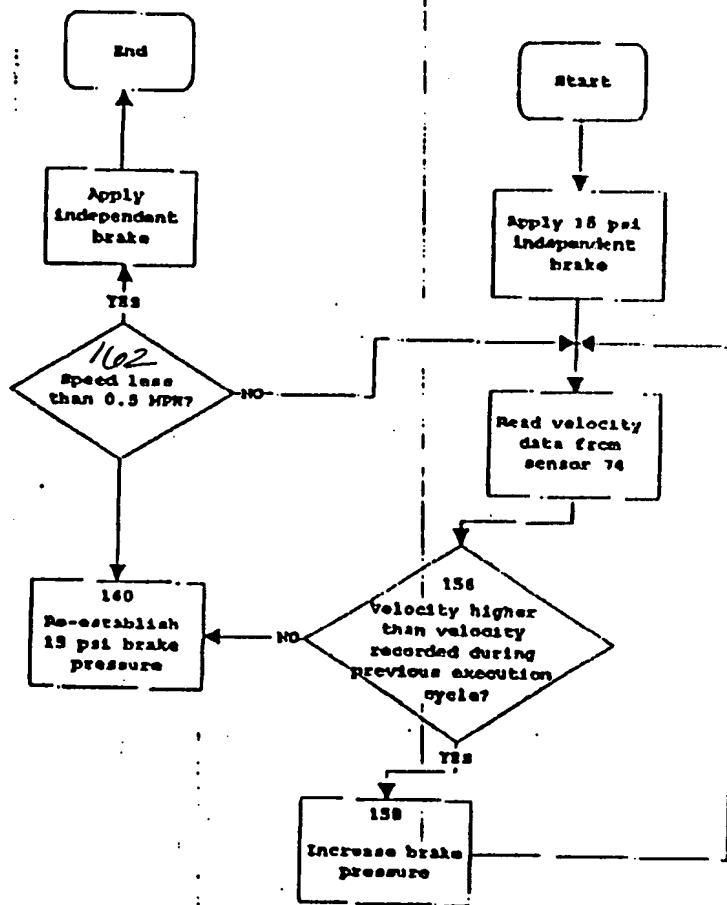 End
Start
Apply
independent
brake
Apply 15 psi
independent
brake
YES
162
Speed less
than 0.5 MPH?
NO
Read velocity
data from
sensor 74
156
Velocity higher
than velocity
recorded during
previous execution
cycle?
160
Re-establish
15 psi brake
pressure
NO
YES
158
Increase brake
pressure